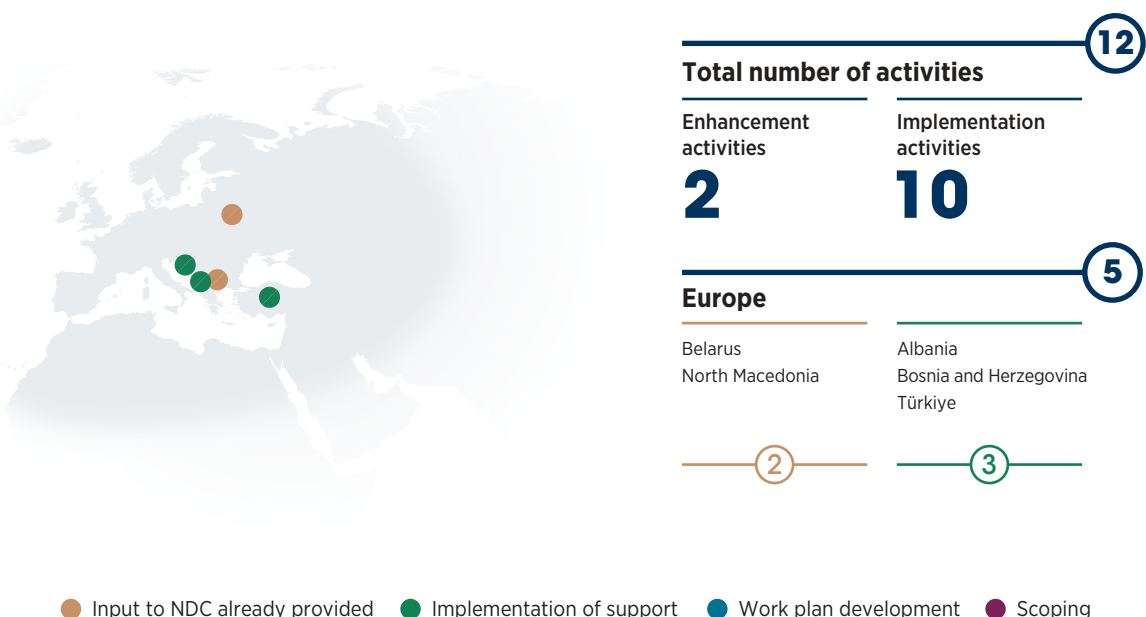 12
Total number of activities
Enhancement
activities
2
Implementation
activities
10
5
Europe
Belarus
North Macedonia
2
Albania
Bosnia and Herzegovina
Türkiye
3
Input to NDC already provided
Implementation of support
Work plan development
Scoping